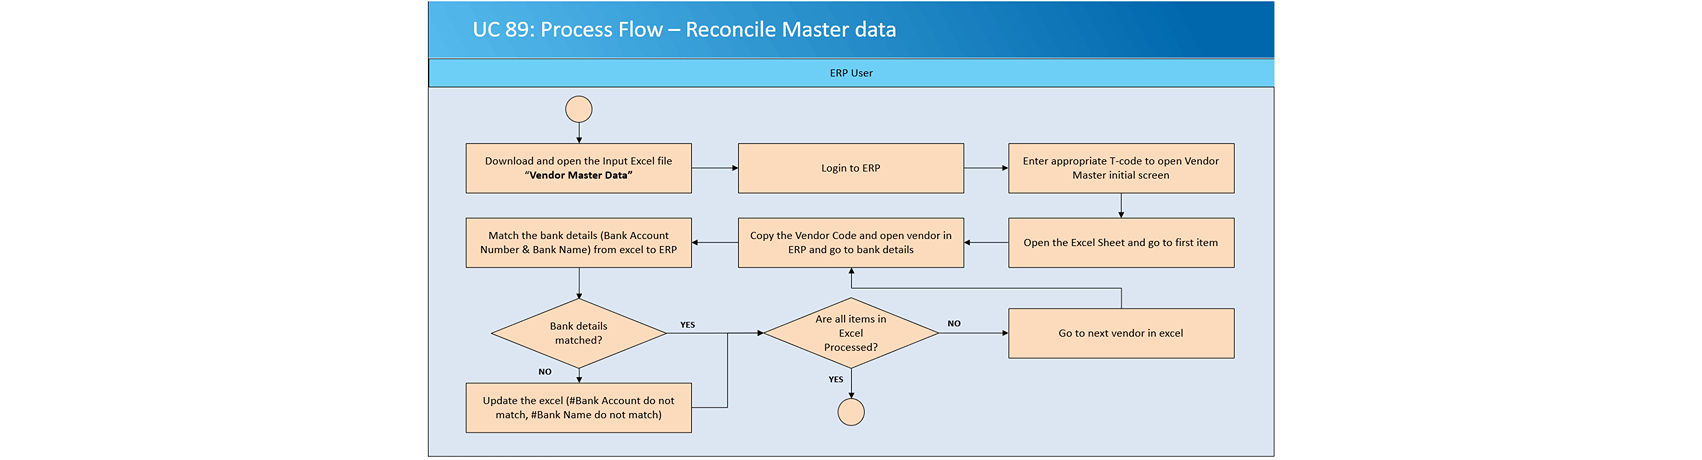 UC 89: Process Flow – Reconcile Master data
ERP User
Download and open the Input Excel file
“Vendor Master Data”
Login to ERP
Enter appropriate T-code to open Vendor
Master initial screen
Match the bank details (Bank Account
Number & Bank Name) from excel to ERP
Copy the Vendor Code and open vendor in
ERP and go to bank details
Open the Excel Sheet and go to first item
Bank details
matched?
YES
Are all items in
Excel
Processed?
NO
Go to next vendor in excel
NO
YES
Update the excel (#Bank Account do not
match, #Bank Name do not match)